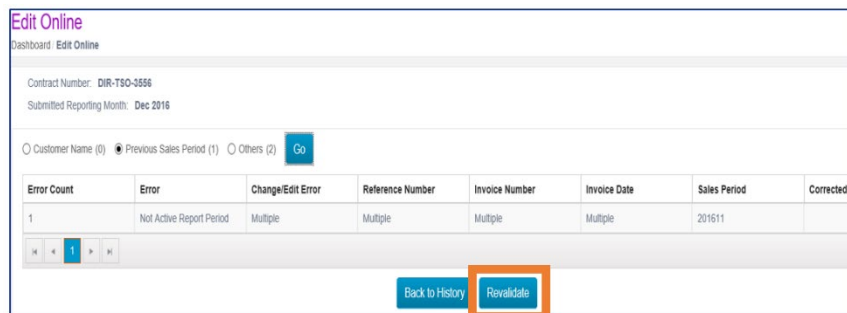 Edit Online
Dashboard / Edit Online
Contract Number: DIR-TSO-3556
Submitted Reporting Month: Dec 2016
Customer Name (0) Previous Sales Period (1) Others (2) Go
Error Count Error Change/Edit Error Reference Number Invoice Number Invoice Date Sales Period Corrected
1 Not Active Report Period Multiple Multiple Multiple Multiple 201611
1
Back to History Revalidate